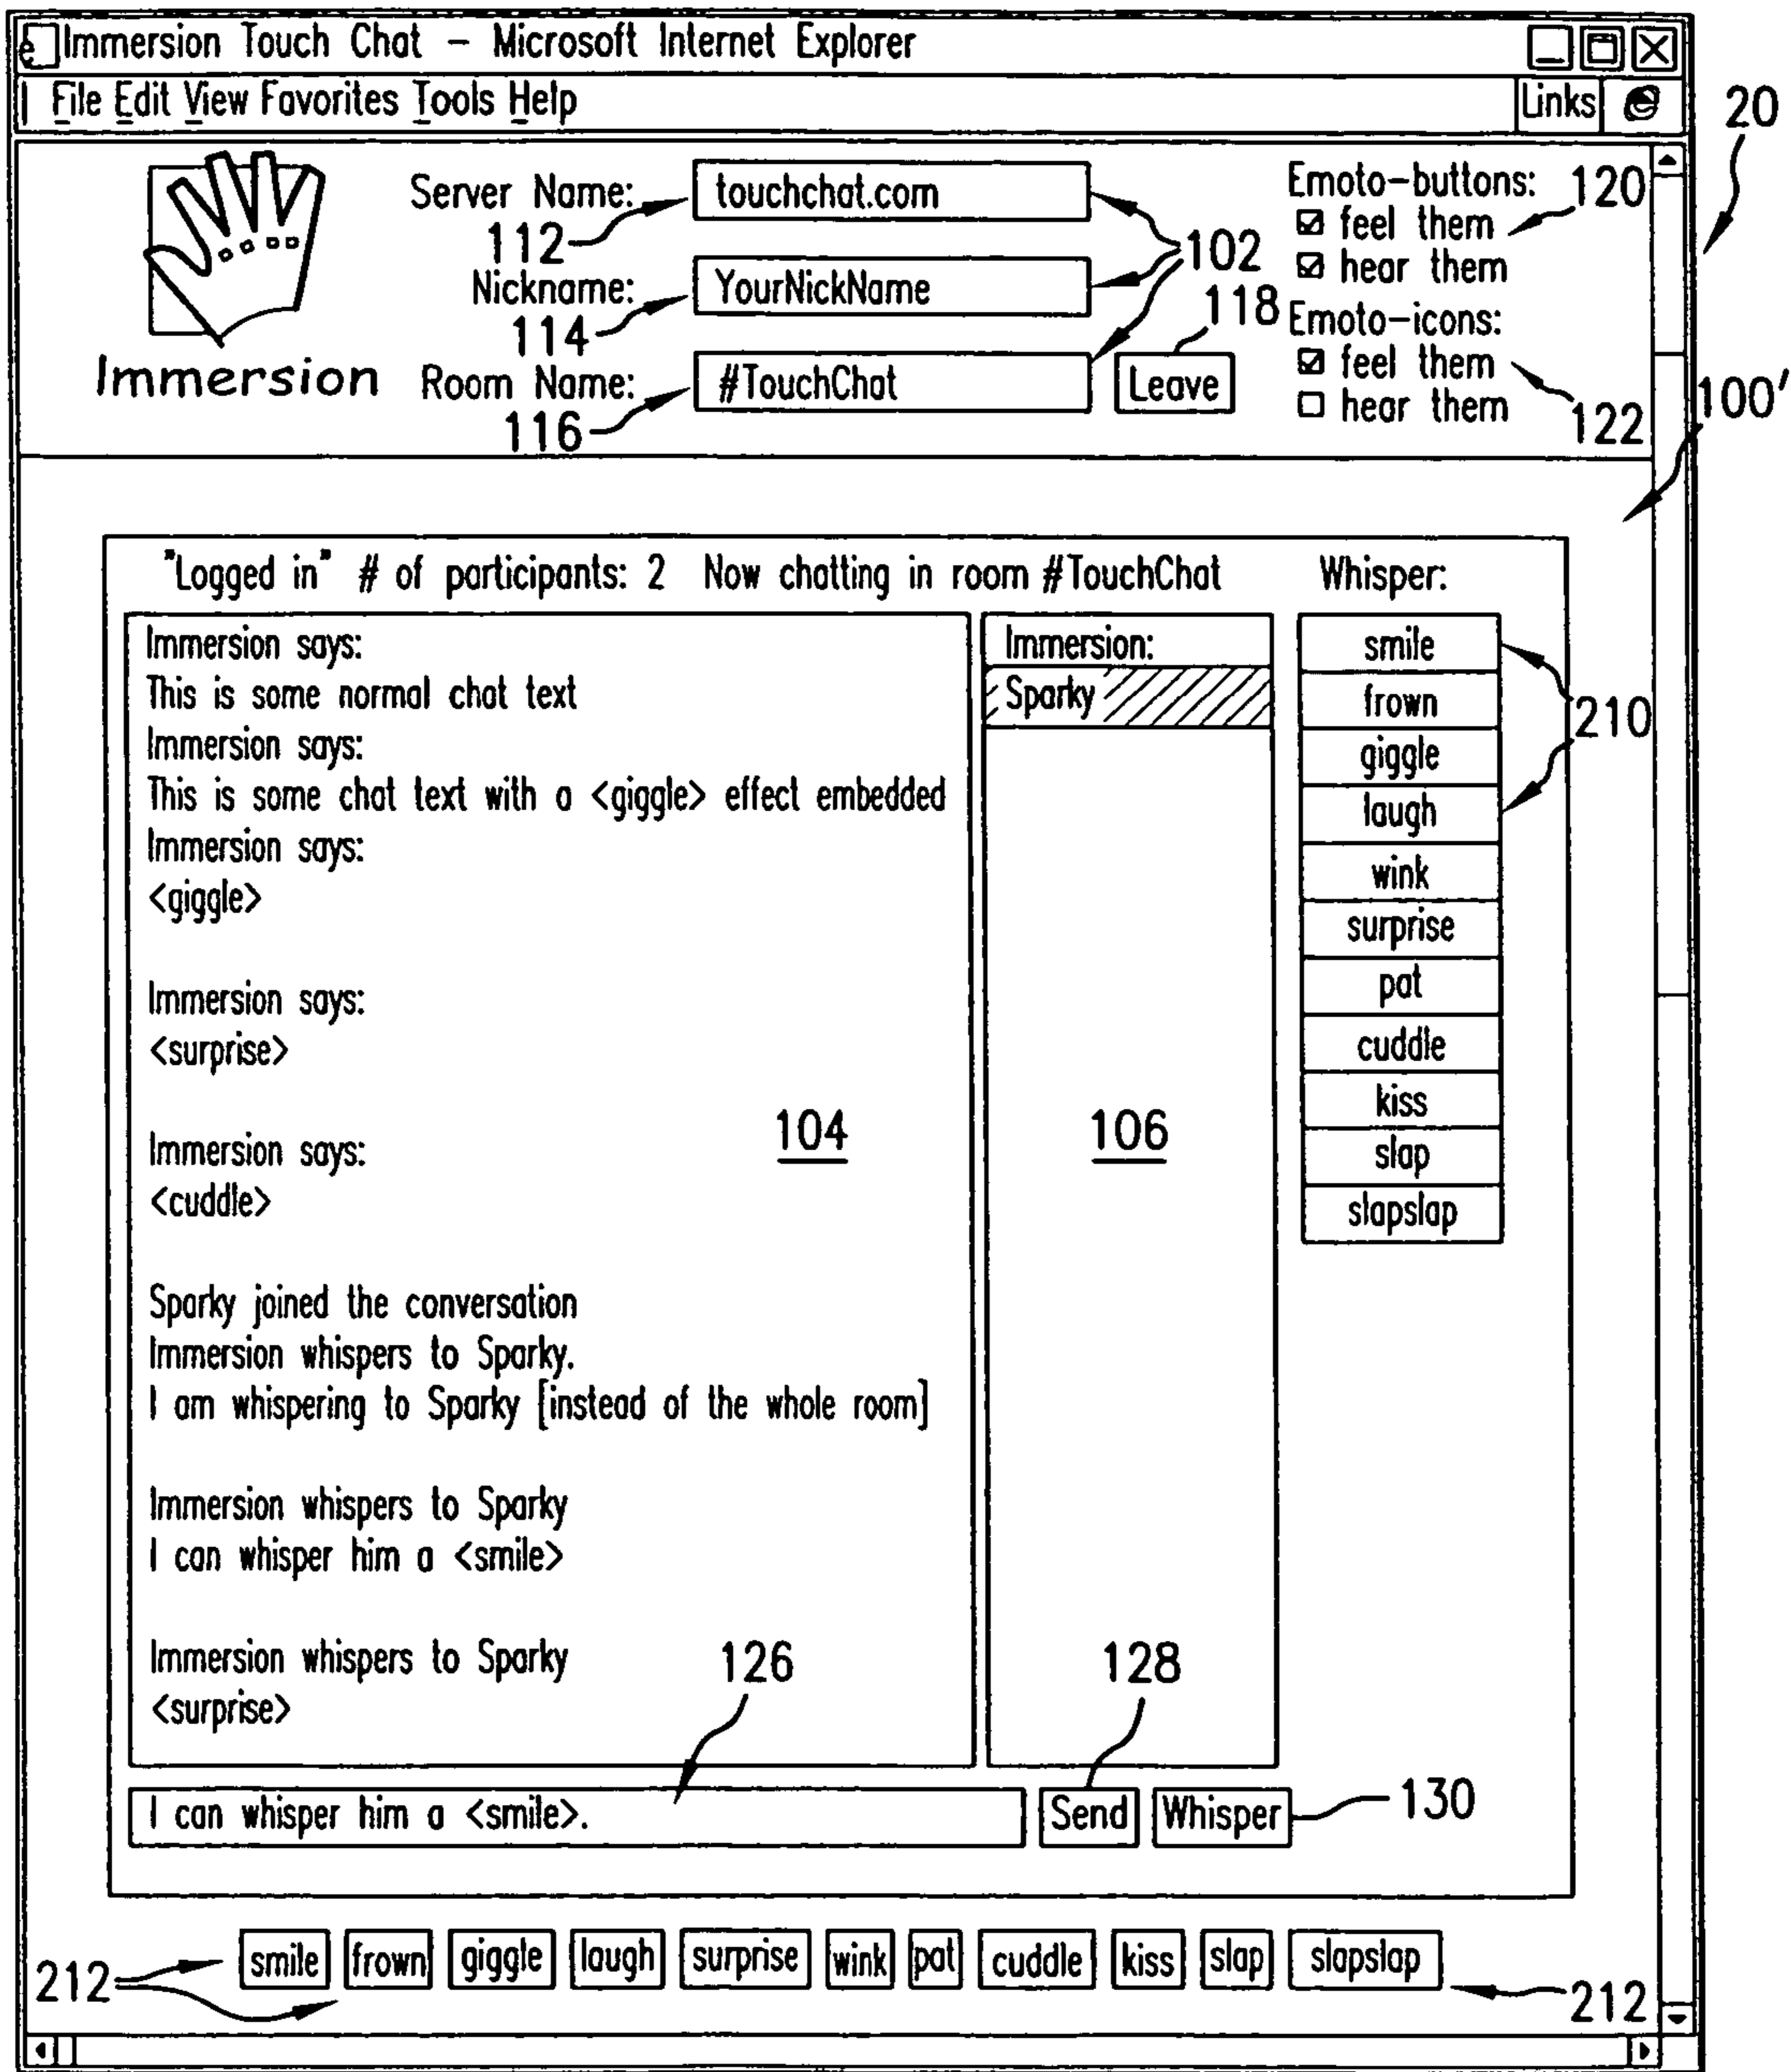 Immersion Touch Chat – Microsoft Internet Explorer
File Edit View Favorites Tools Help Links
20
Server Name: touchchat.com
112
102
Nickname: YourNickName
114
Room Name: #TouchChat Leave
116
118
Immersion
Emoto-buttons: 120
feel them
hear them
Emoto-icons:
feel them
hear them
122
100'
"Logged in" # of participants: 2 Now chatting in room #TouchChat Whisper:
Immersion says:
This is some normal chat text
Immersion says:
This is some chat text with a <giggle> effect embedded
Immersion says:
<giggle>
Immersion says:
<surprise>
Immersion says:
<cuddle>
Sparky joined the conversation
Immersion whispers to Sparky.
I am whispering to Sparky [instead of the whole room]
Immersion whispers to Sparky
I can whisper him a <smile>
Immersion whispers to Sparky
<surprise>
104
126
Immersion:
Sparky
106
128
smile
frown
giggle
laugh
wink
surprise
pat
cuddle
kiss
slap
slapslap
210
I can whisper him a <smile>. Send Whisper 130
212 smile frown giggle laugh surprise wink pat cuddle kiss slap slapslap 212